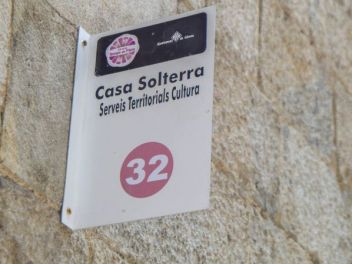 Casa Solterra
Serveis Territorials Cultura
32